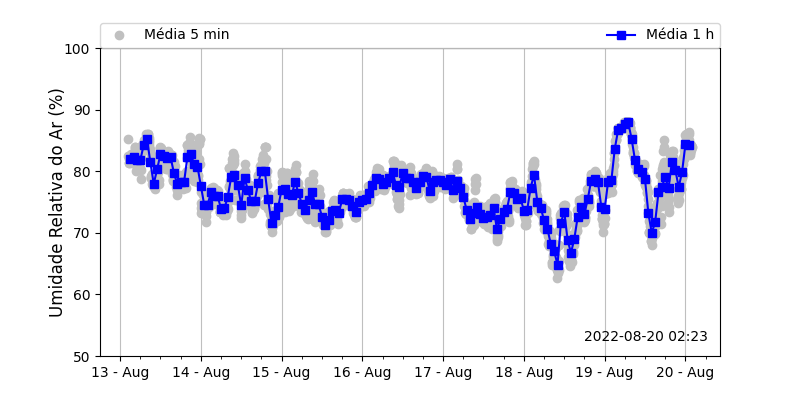 Média 5 min
Média 1 h
Umidade Relativa do Ar (%)
100
90
80
70
60
50
2022-08-20 02:23
13 - Aug
14 - Aug
15 - Aug
16 - Aug
17 - Aug
18 - Aug
19 - Aug
20 - Aug